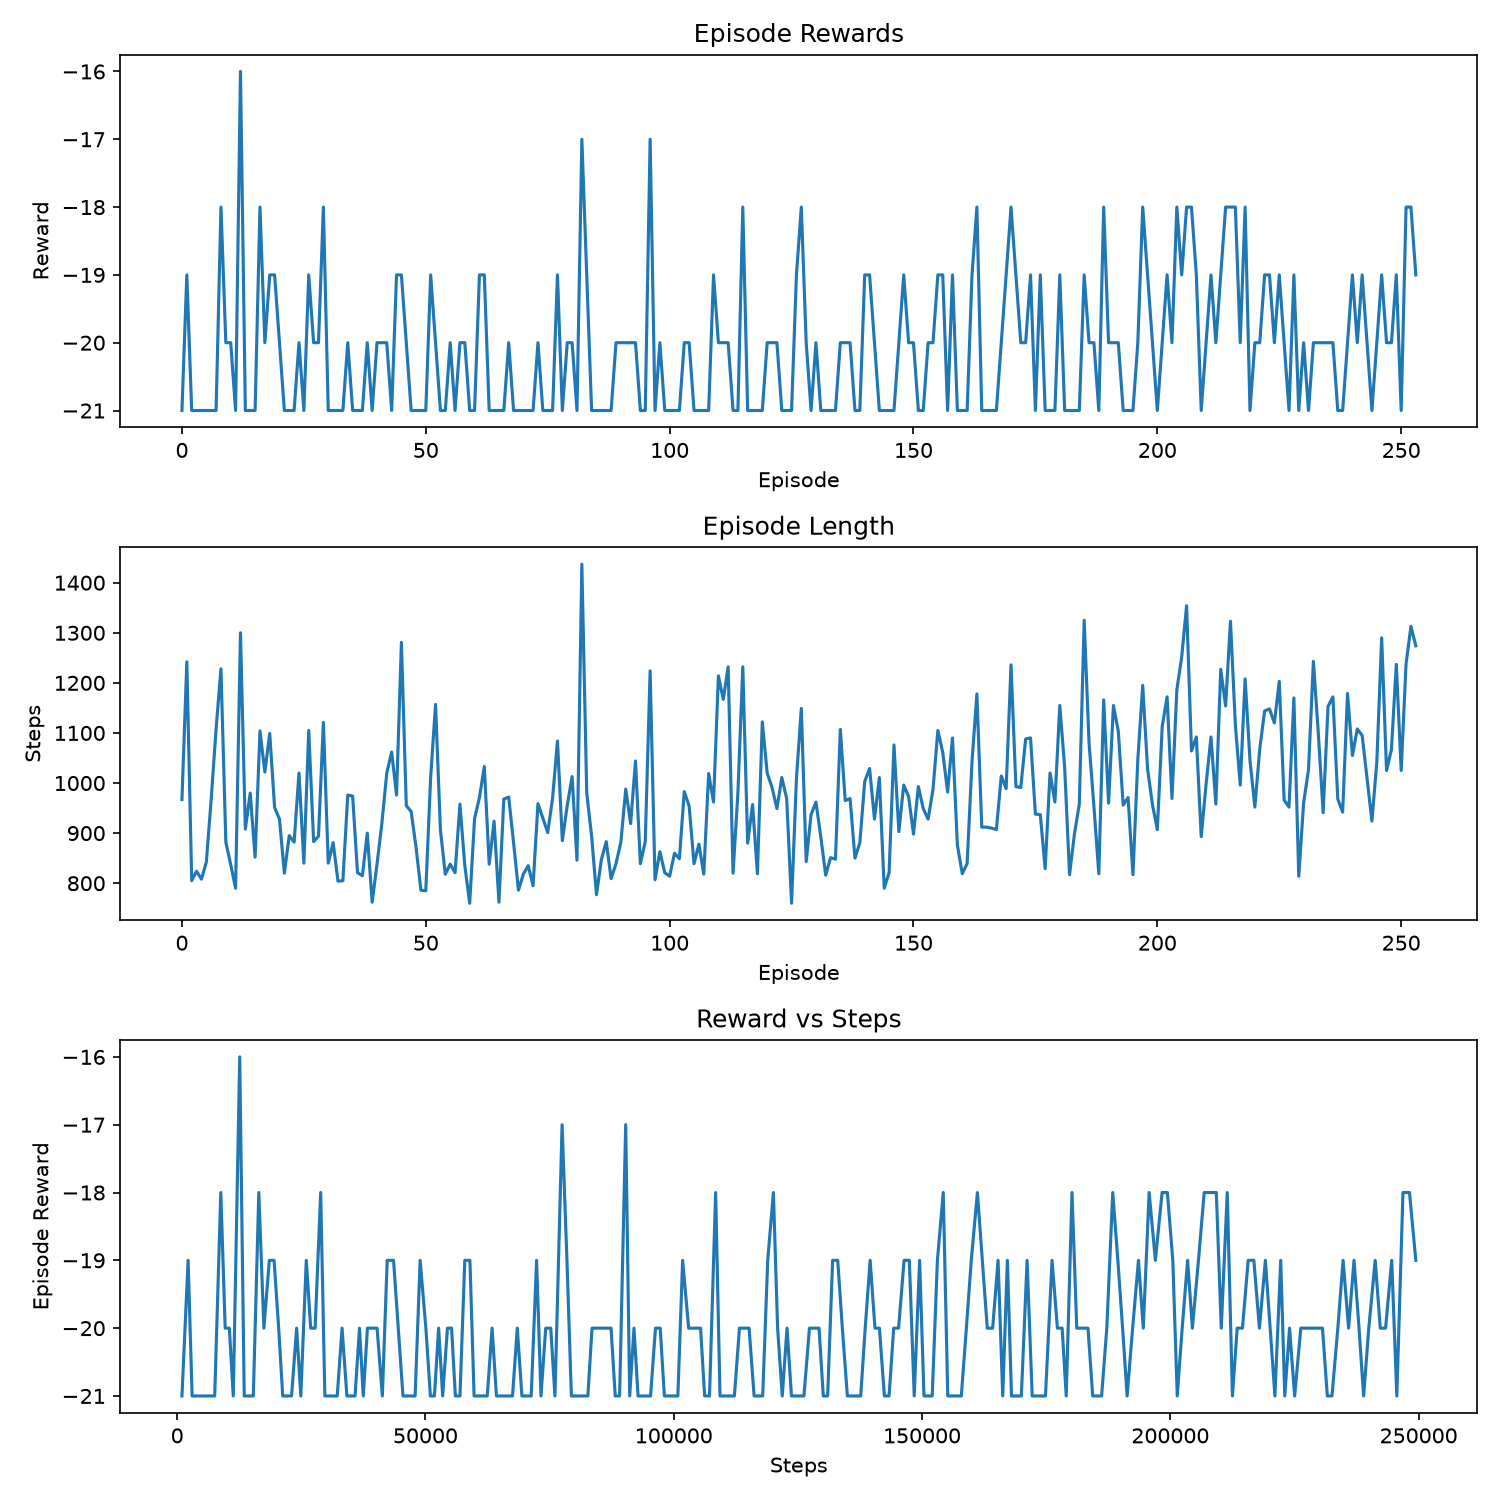 Episode Rewards
−16
−17
−18
−19
−20
−21
Reward
0 50 100 150 200 250
Episode
Episode Length
1400
1300
1200
1100
1000
900
800
Steps
0 50 100 150 200 250
Episode
Reward vs Steps
−16
−17
−18
−19
−20
−21
Episode Reward
0 50000 100000 150000 200000 250000
Steps